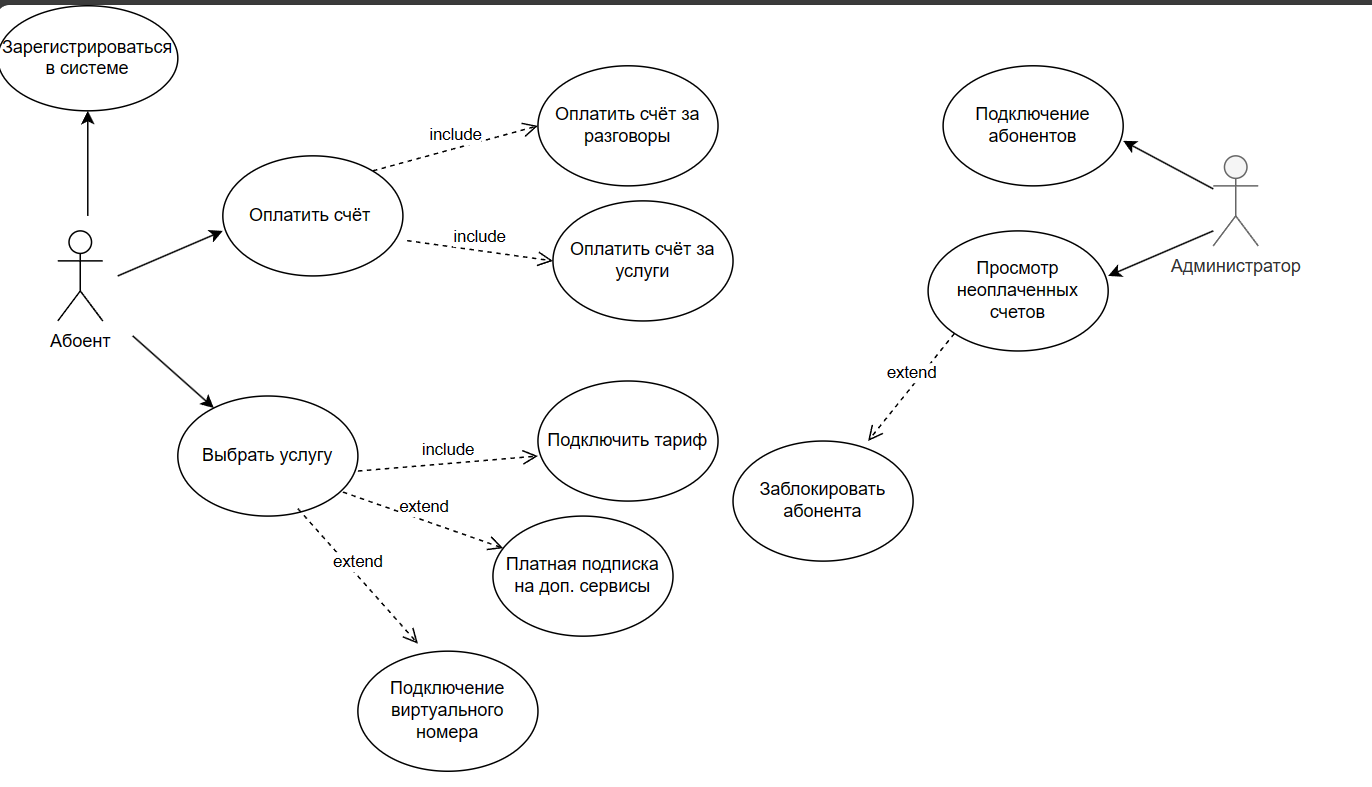 Зарегистрироваться
в системе
Оплатить счёт за
разговоры
Подключение
абонентов
include
Оплатить счёт
include
Оплатить счёт за
услуги
Администратор
Просмотр
неоплаченных
счетов
Абоент
extend
Выбрать услугу
include
Подключить тариф
extend
Заблокировать
абонента
extend
Платная подписка
на доп. сервисы
Подключение
виртуального
номера